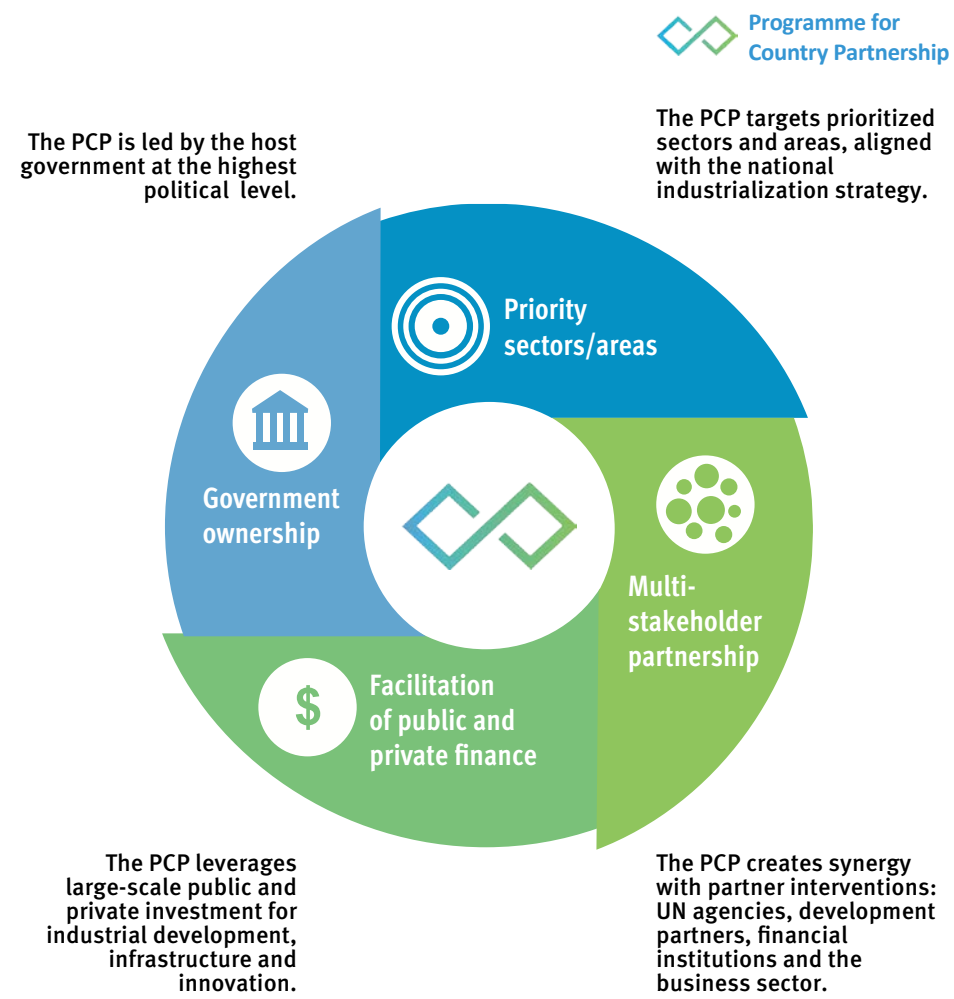 Programme for
Country Partnership
The PCP is led by the host
government at the highest
political level.
The PCP targets prioritized
sectors and areas, aligned
with the national
industrialization strategy.
Priority
sectors/areas
Government
ownership
Multi-
stakeholder
partnership
$
Facilitation
of public and
private finance
The PCP leverages
large-scale public and
private investment for
industrial development,
infrastructure and
innovation.
The PCP creates synergy
with partner interventions:
UN agencies, development
partners, financial
institutions and the
business sector.